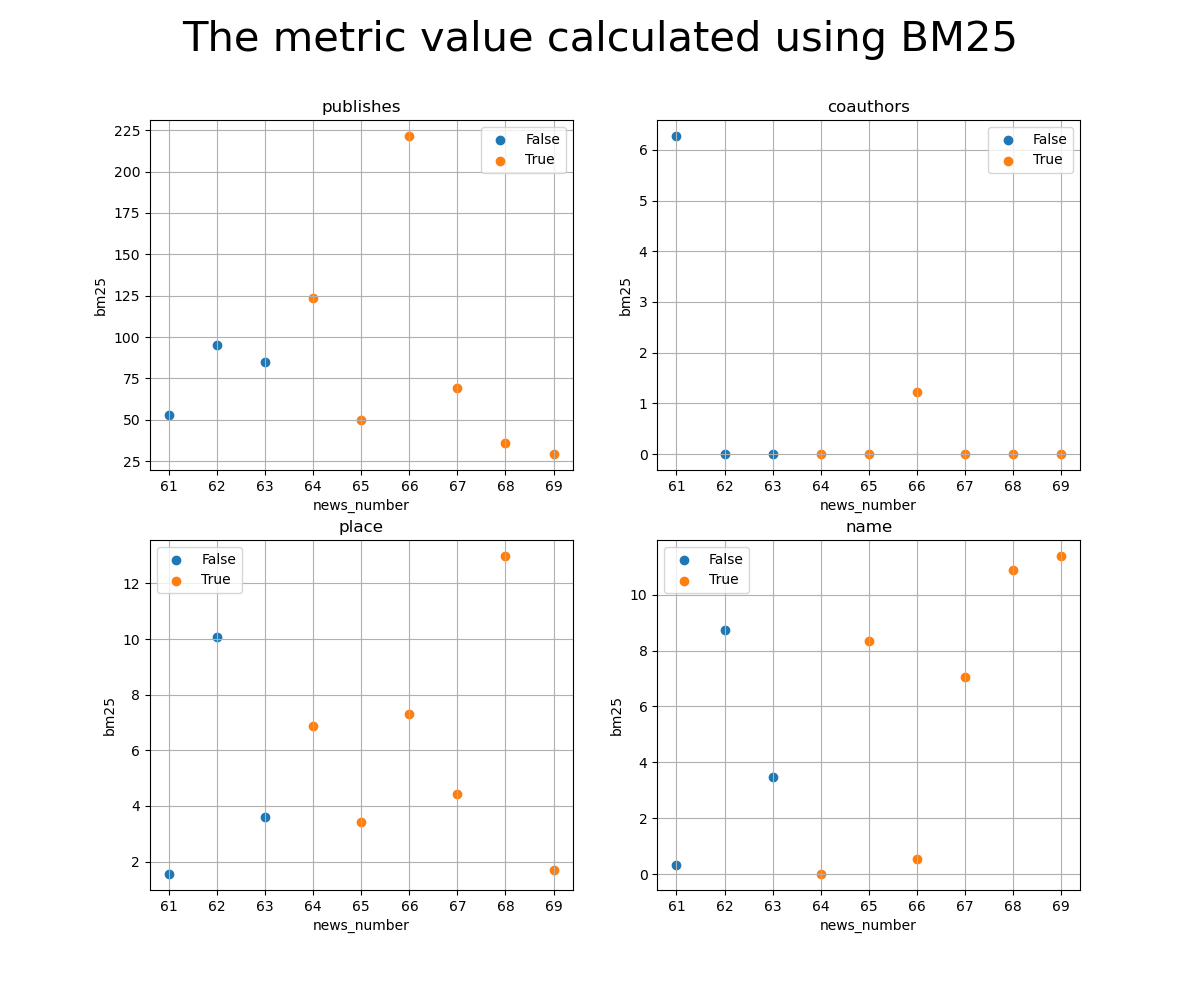 The metric value calculated using BM25
publishes
225
200
175
150
125
100
75
50
25
bm25
False
True
61 62 63 64 65 66 67 68 69
news_number
coauthors
6
5
4
3
2
1
0
bm25
False
True
61 62 63 64 65 66 67 68 69
news_number
place
12
10
8
6
4
2
bm25
False
True
61 62 63 64 65 66 67 68 69
news_number
name
10
8
6
4
2
0
bm25
False
True
61 62 63 64 65 66 67 68 69
news_number